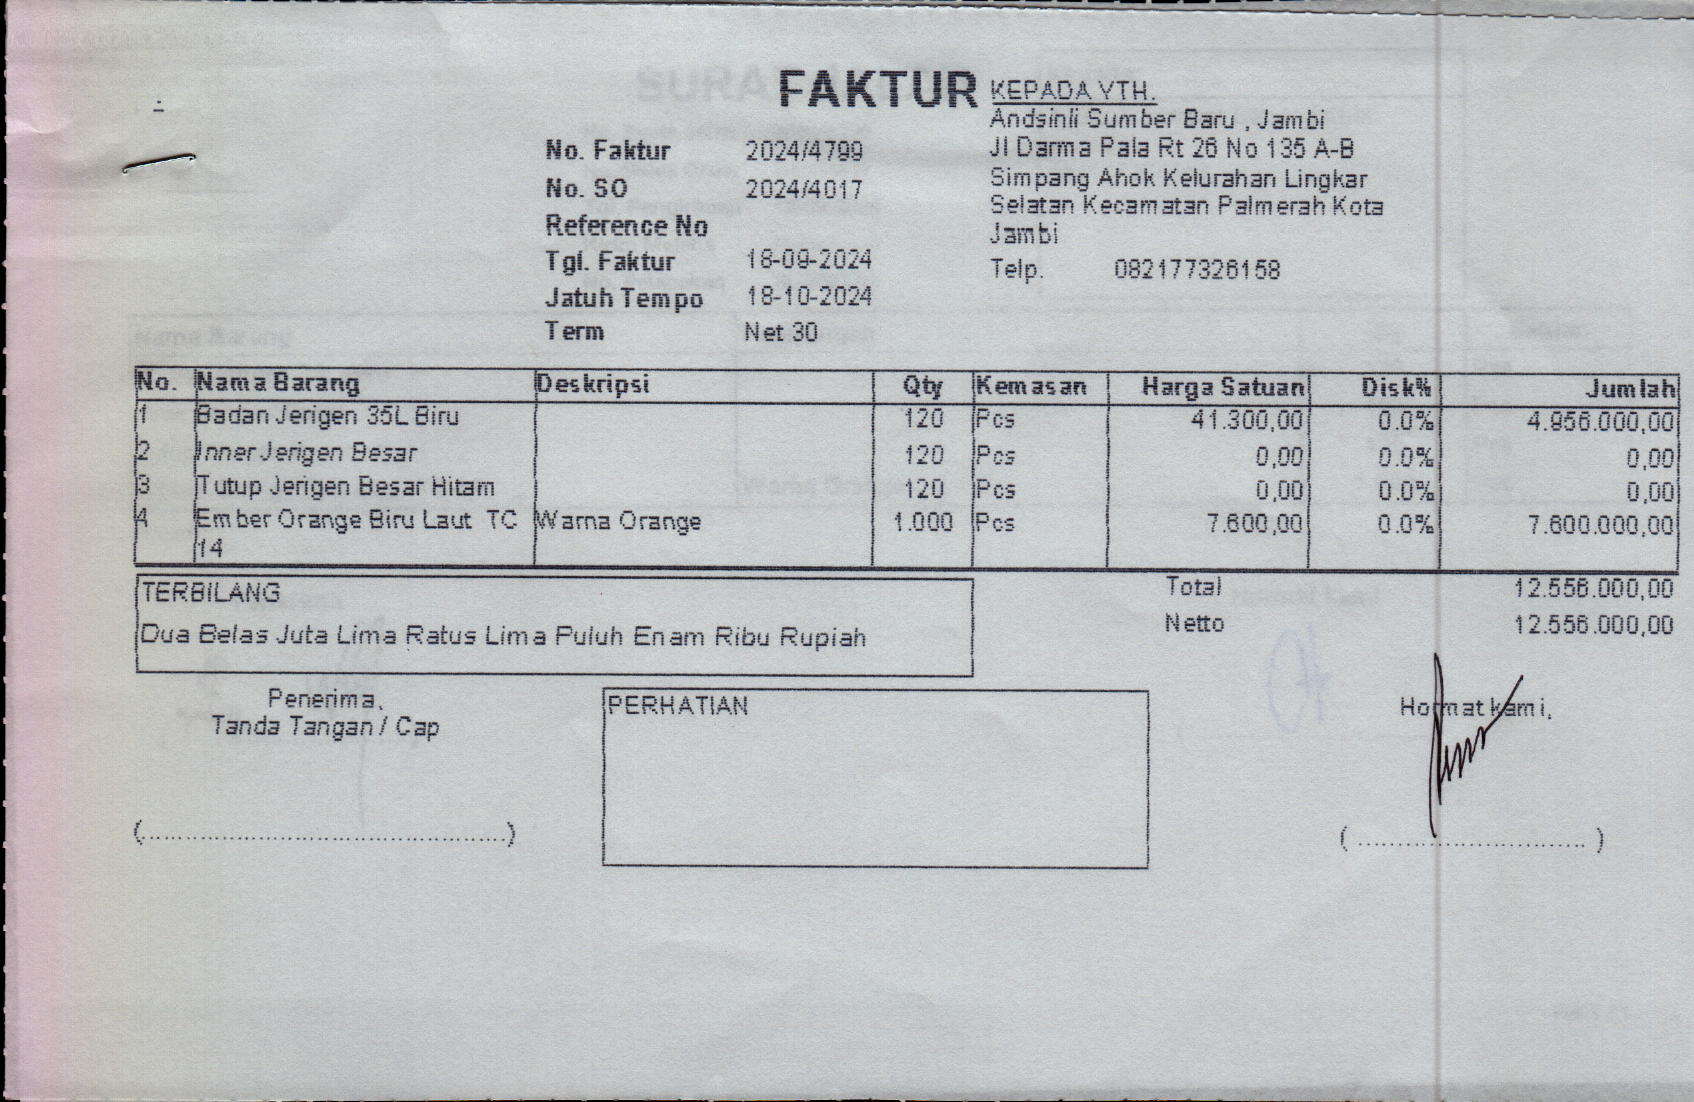 FAKTUR
KEPADA YTH.
Andsinli Sumber Baru , Jambi
Jl Darma Pala Rt 26 No 135 A-B
Simpang Ahok Kelurahan Lingkar
Selatan Kecamatan Palmerah Kota
Jambi
Telp. 082177326158
No. Faktur 2024/4799
No. SO 2024/4017
Reference No
Tgl. Faktur 18-09-2024
Jatuh Tempo 18-10-2024
Term Net 30
No. Nama Barang Deskripsi Qty Kemasan Harga Satuan Disk% Jumlah
1 Badan Jerigen 35L Biru 120 Pcs 41.300,00 0.0% 4.956.000,00
2 Inner Jerigen Besar 120 Pcs 0,00 0.0% 0,00
3 Tutup Jerigen Besar Hitam 120 Pcs 0,00 0.0% 0,00
4 Ember Orange Biru Laut TC Warna Orange 1.000 Pcs 7.600,00 0.0% 7.600.000,00
14
TERBILANG
Dua Belas Juta Lima Ratus Lima Puluh Enam Ribu Rupiah
Total 12.556.000,00
Netto 12.556.000,00
Penerima,
Tanda Tangan / Cap
PERHATIAN
Hormat kami,